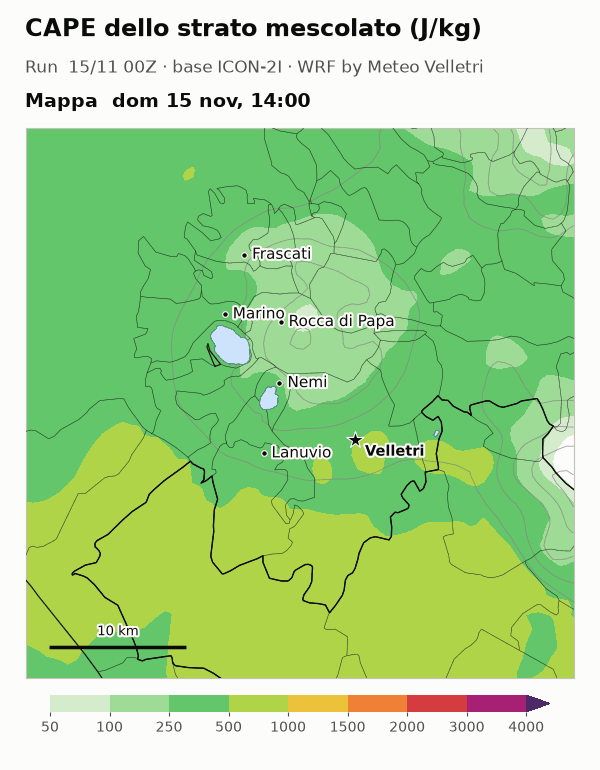 CAPE dello strato mescolato (J/kg)
Run  15/11 00Z · base ICON-2I · WRF by Meteo Velletri
Mappa  dom 15 nov, 14:00
Frascati
Marino
Rocca di Papa
Nemi
Velletri
Lanuvio
10 km
50 100 250 500 1000 1500 2000 3000 4000